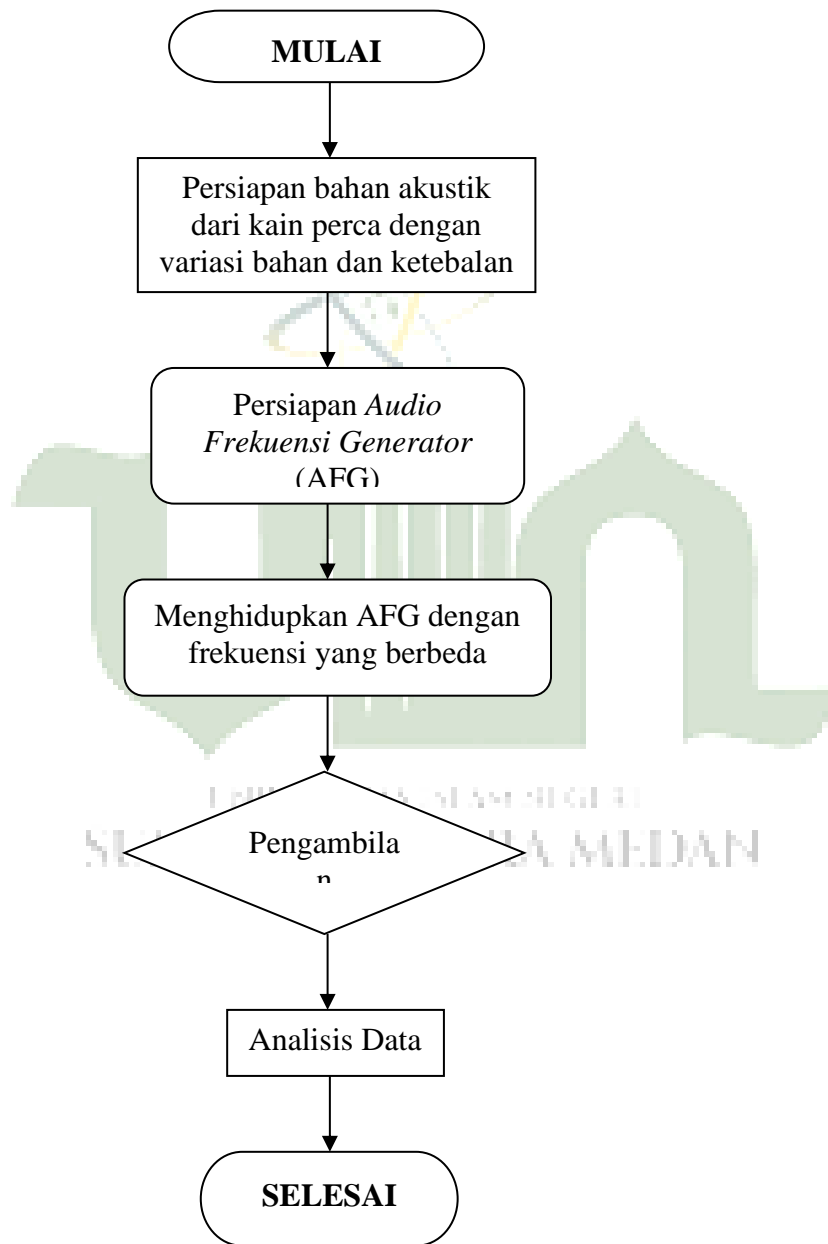 MULAI
Persiapan bahan akustik
dari kain perca dengan
variasi bahan dan ketebalan
Persiapan Audio
Frekuensi Generator
(AFG)
Menghidupkan AFG dengan
frekuensi yang berbeda
Pengambila
n
Analisis Data
SELESAI
MEDAN